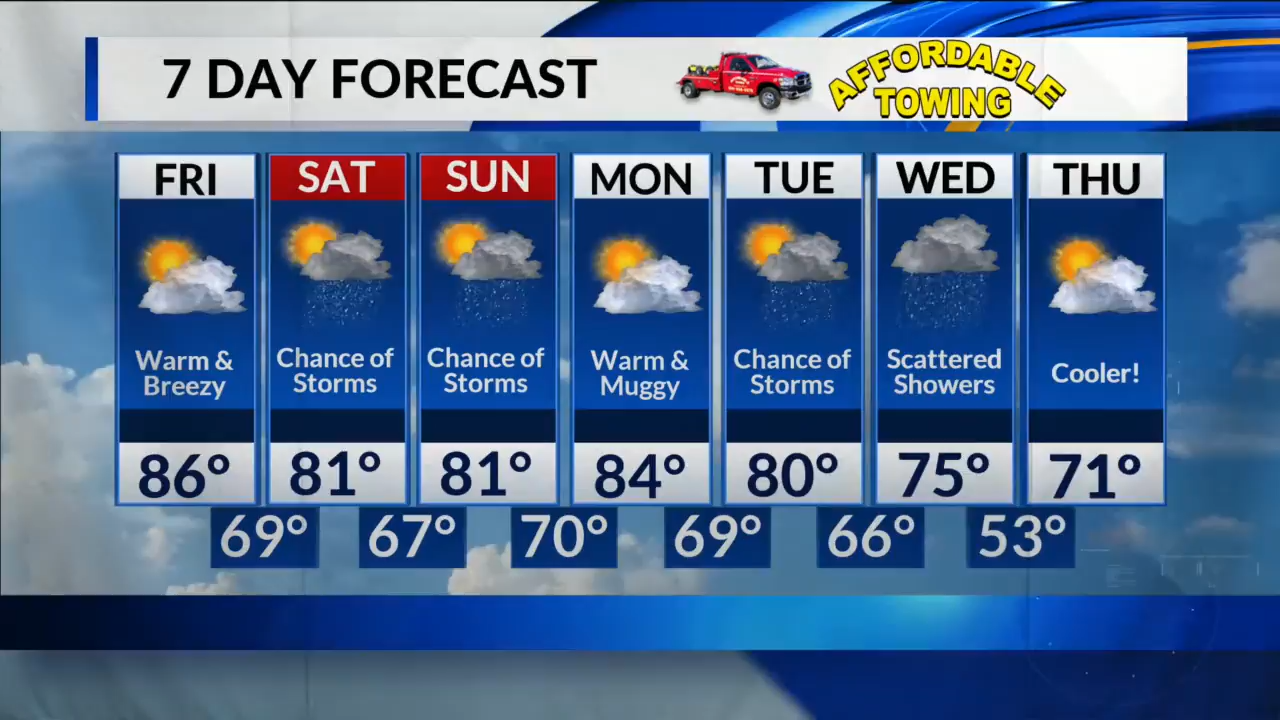 7 DAY FORECAST
AFFORDABLE
TOWING
FRI
SAT
SUN
MON
TUE
WED
THU
Warm &
Breezy
Chance of
Storms
Chance of
Storms
Warm &
Muggy
Chance of
Storms
Scattered
Showers
Cooler!
86°
81°
81°
84°
80°
75°
71°
69°
67°
70°
69°
66°
53°